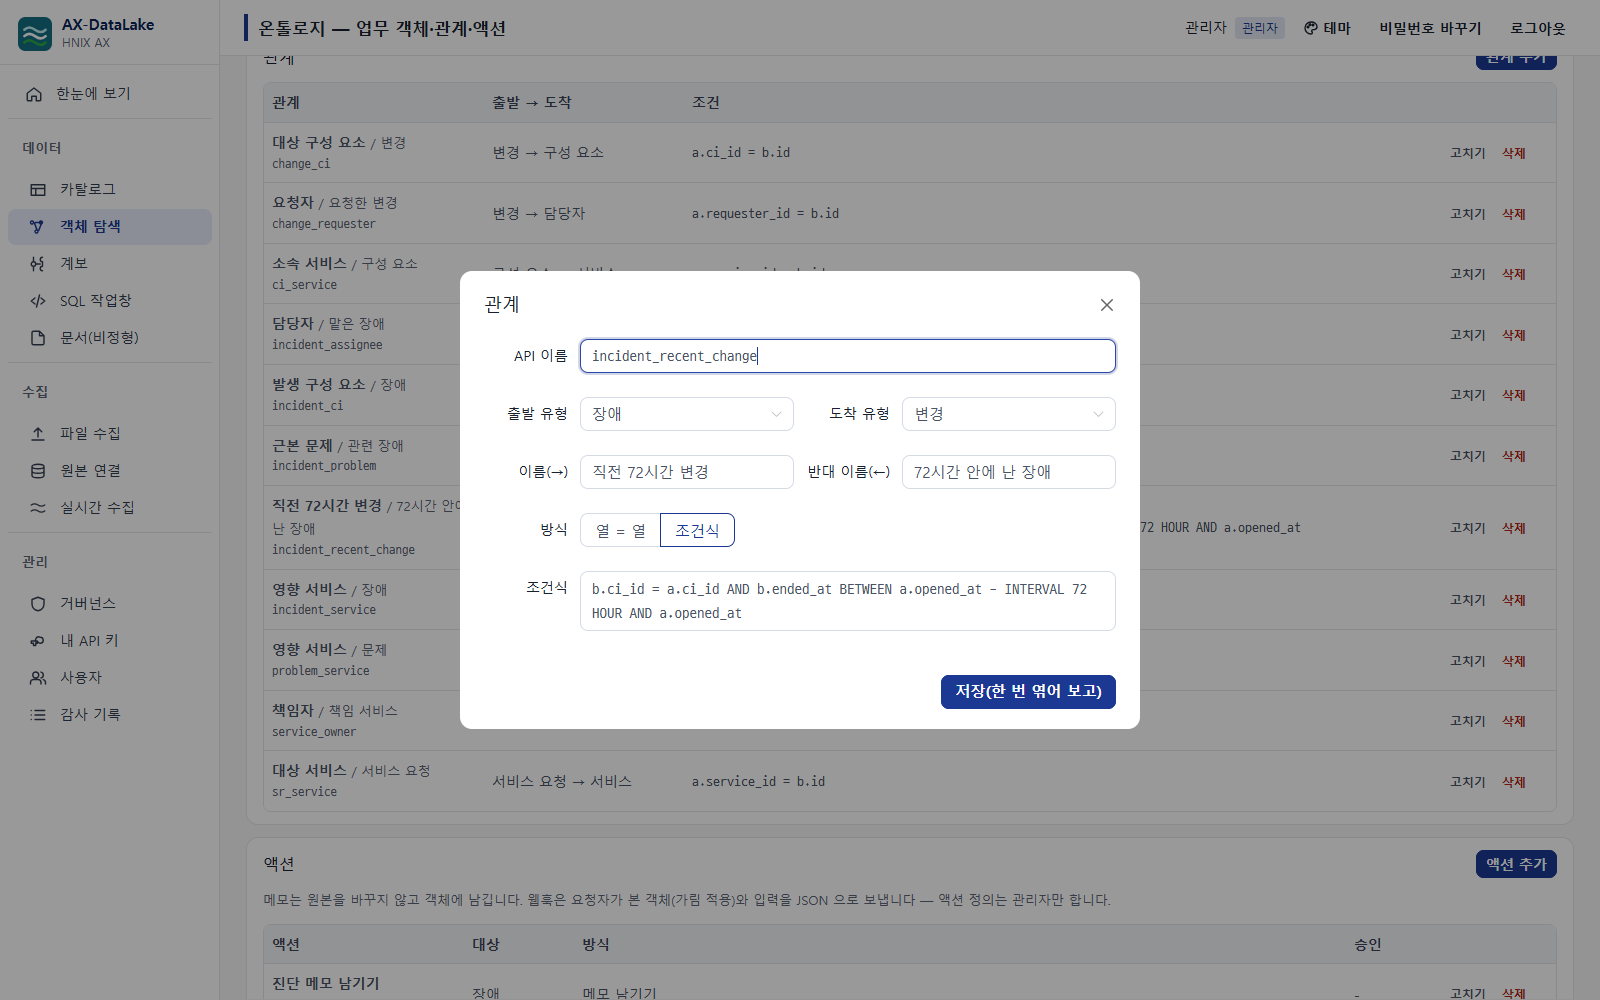 AX-DataLake
HNIX AX
한눈에 보기
데이터
카탈로그
객체 탐색
계보
SQL 작업창
문서(비정형)
수집
파일 수집
원본 연결
실시간 수집
관리
거버넌스
내 API 키
사용자
감사 기록
온톨로지 — 업무 객체·관계·액션
관리자 관리자 테마 비밀번호 바꾸기 로그아웃
관계 관계 추가
관계 출발 → 도착 조건
대상 구성 요소 / 변경
change_ci
변경 → 구성 요소 a.ci_id = b.id 고치기 삭제
요청자 / 요청한 변경
change_requester
변경 → 담당자 a.requester_id = b.id 고치기 삭제
소속 서비스 / 구성 요소
ci_service
고치기 삭제
담당자 / 맡은 장애
incident_assignee
고치기 삭제
발생 구성 요소 / 장애
incident_ci
고치기 삭제
근본 문제 / 관련 장애
incident_problem
고치기 삭제
직전 72시간 변경 / 72시간 안에
난 장애
incident_recent_change
72 HOUR AND a.opened_at 고치기 삭제
영향 서비스 / 장애
incident_service
고치기 삭제
영향 서비스 / 문제
problem_service
고치기 삭제
책임자 / 책임 서비스
service_owner
고치기 삭제
대상 서비스 / 서비스 요청
sr_service
서비스 요청 → 서비스 a.service_id = b.id 고치기 삭제
관계
API 이름 incident_recent_change
출발 유형 장애 도착 유형 변경
이름(→) 직전 72시간 변경 반대 이름(←) 72시간 안에 난 장애
방식 열 = 열 조건식
조건식 b.ci_id = a.ci_id AND b.ended_at BETWEEN a.opened_at - INTERVAL 72
HOUR AND a.opened_at
저장(한 번 엮어 보고)
액션 액션 추가
메모는 원본을 바꾸지 않고 객체에 남깁니다. 웹훅은 요청자가 본 객체(가림 적용)와 입력을 JSON 으로 보냅니다 — 액션 정의는 관리자만 합니다.
액션 대상 방식 승인
진단 메모 남기기
장애 메모 남기기 - 고치기 삭제